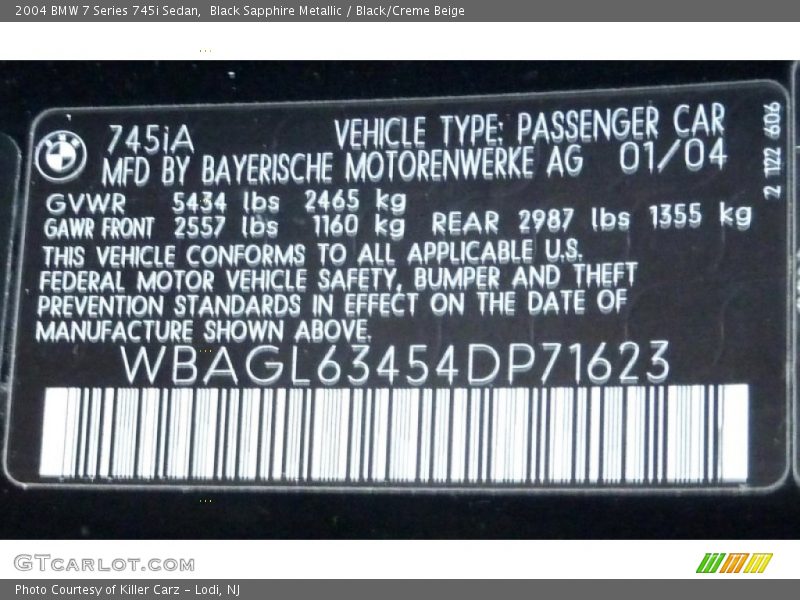 2004 BMW 7 Series 745i Sedan,  Black Sapphire Metallic / Black/Creme Beige
BMW
745iA
VEHICLE TYPE: PASSENGER CAR
MFD BY BAYERISCHE MOTORENWERKE AG 01/04
2 1122 606
GVWR 5434 lbs 2465 kg
GAWR FRONT 2557 lbs 1160 kg REAR 2987 lbs 1355 kg
THIS VEHICLE CONFORMS TO ALL APPLICABLE U.S.
FEDERAL MOTOR VEHICLE SAFETY, BUMPER AND THEFT
PREVENTION STANDARDS IN EFFECT ON THE DATE OF
MANUFACTURE SHOWN ABOVE.
WBAGL63454DP71623
GTCARLOT.COM
Photo Courtesy of Killer Carz – Lodi, NJ